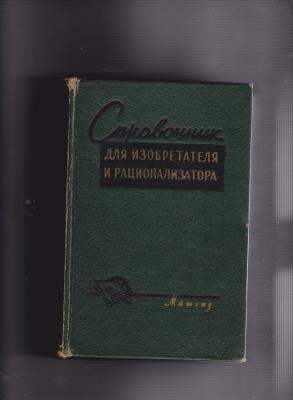 Справочник
ДЛЯ ИЗОБРЕТАТЕЛЯ
И РАЦИОНАЛИЗАТОРА
Машгиз